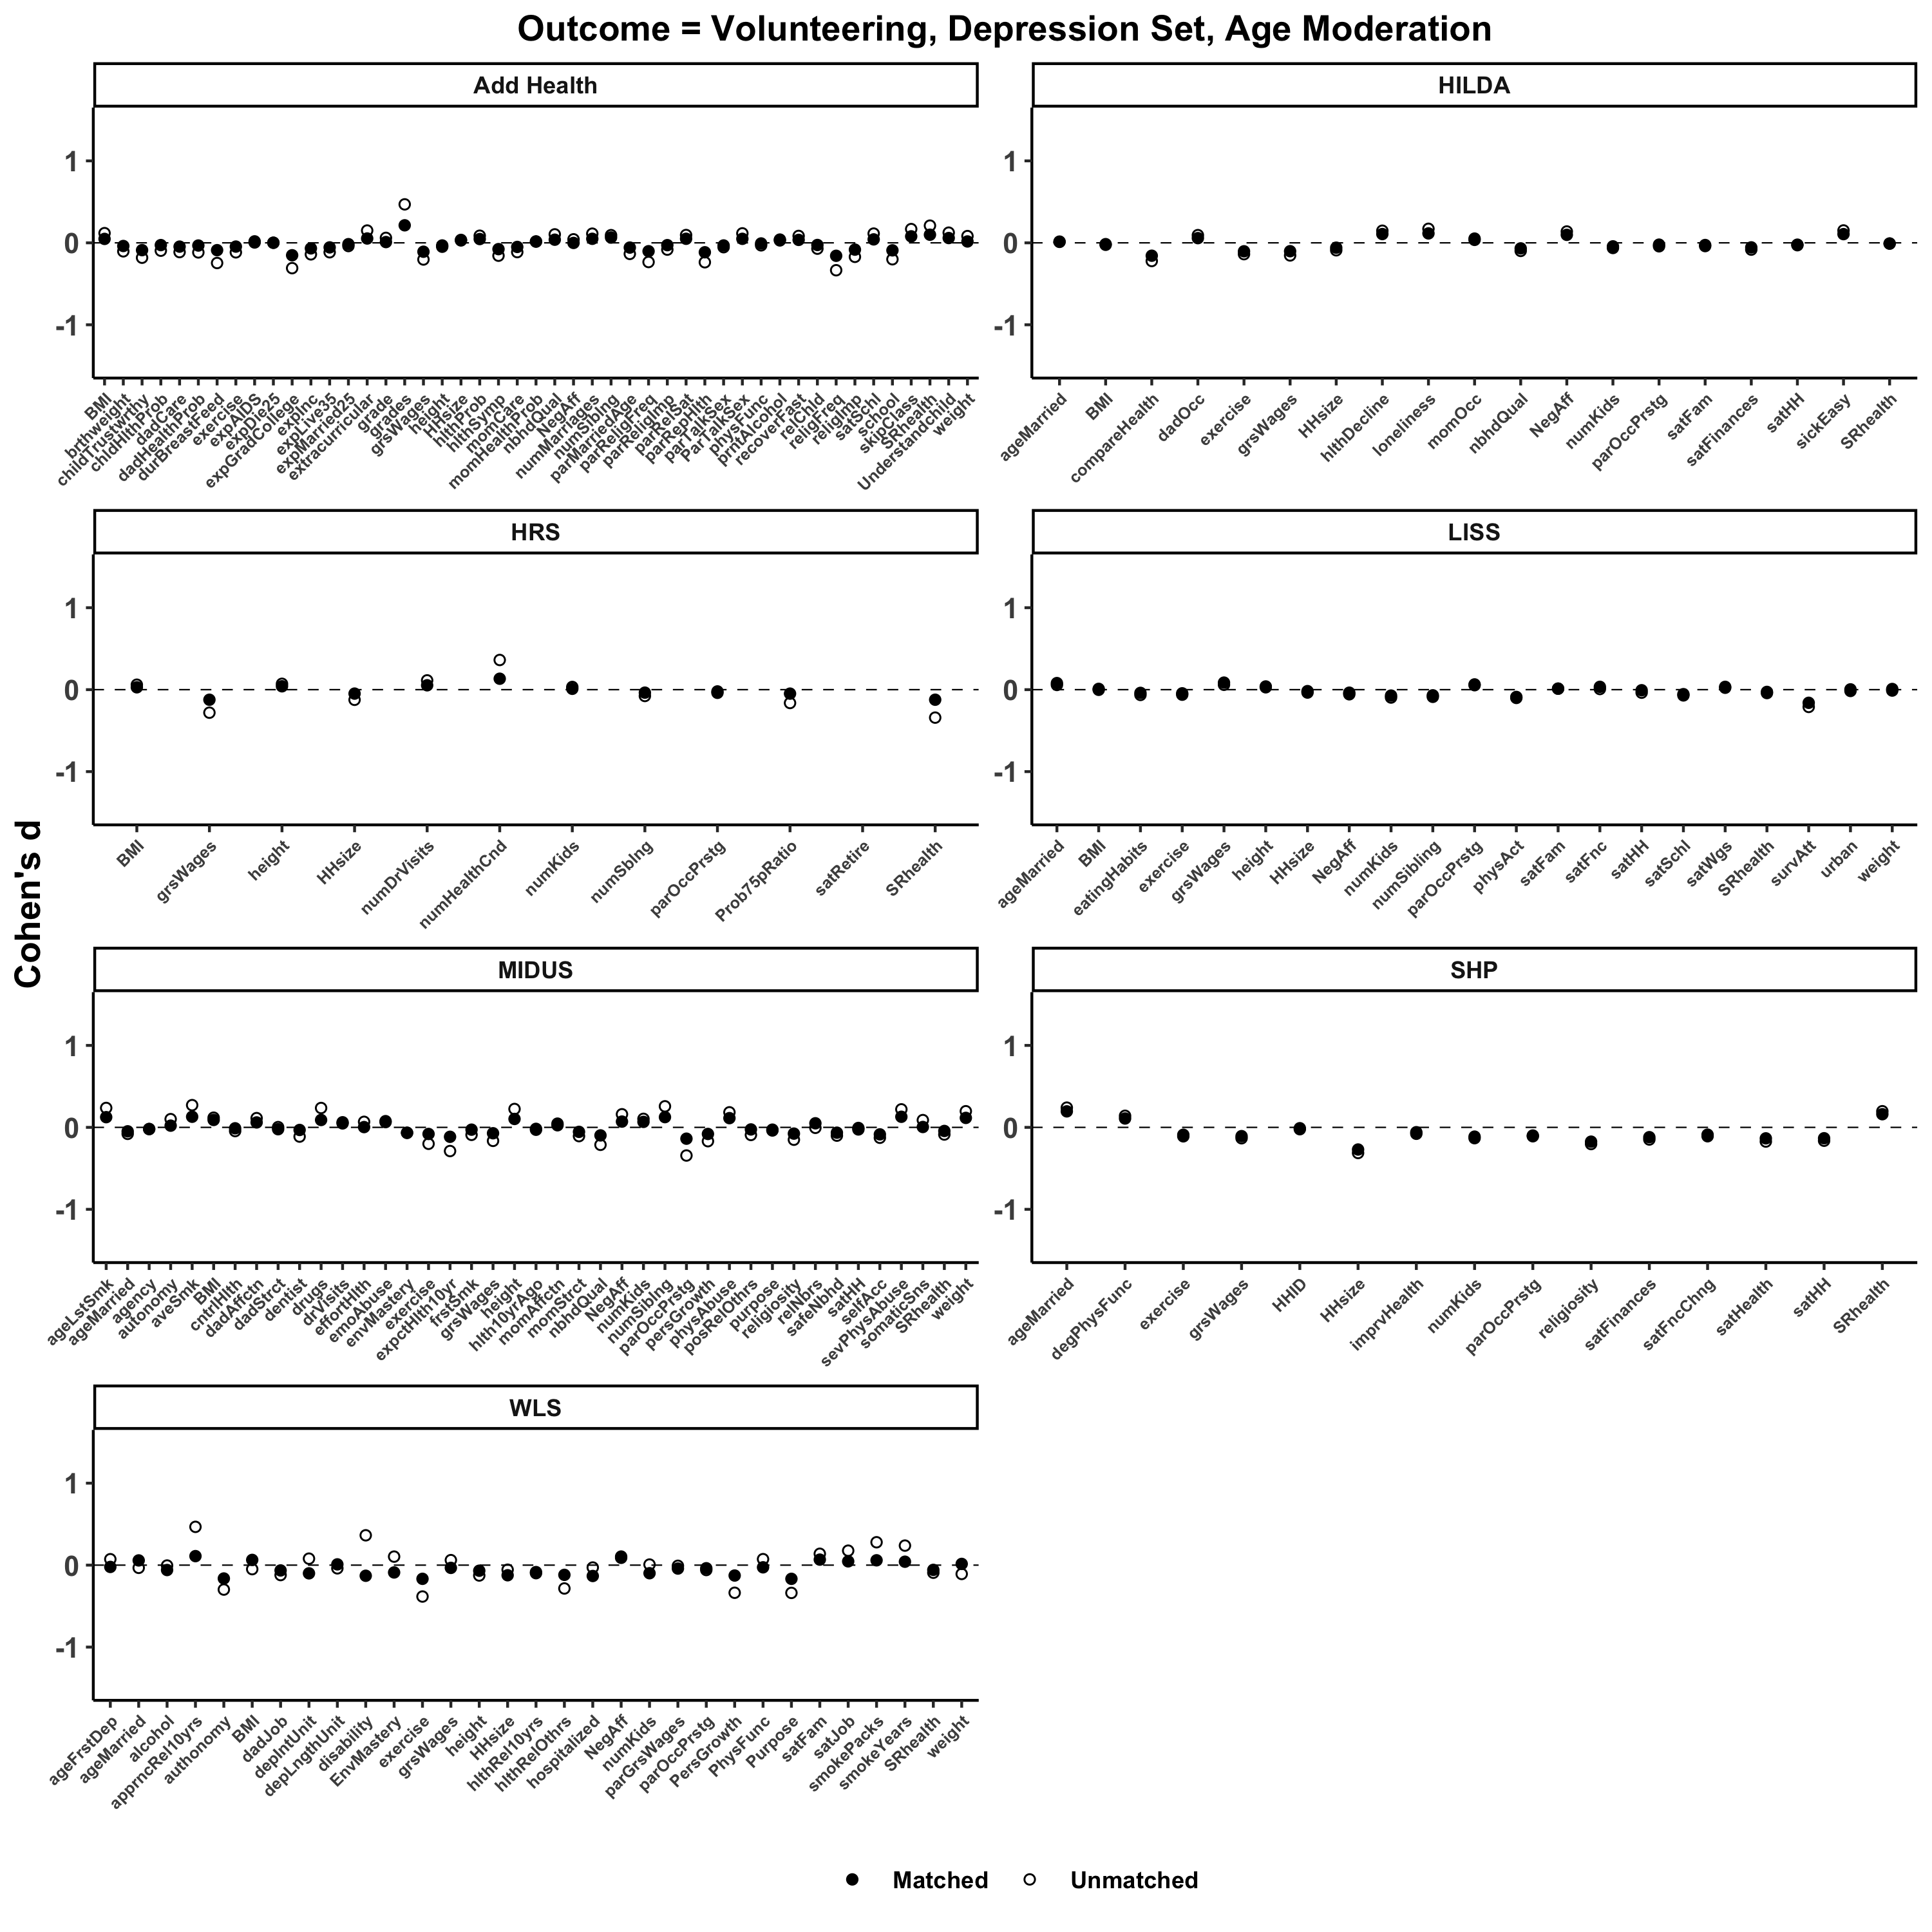 Outcome = Volunteering, Depression Set, Age Moderation
Cohen's d
Add Health
1
0
-1
BMI
brthweight
childTrustwrthy
chldHlthProb
dadCare
dadHealthProb
durBreastFeed
exercise
expAIDS
expDie25
expGradCollege
expInc
expLive35
expMarried25
extracurricular
grade
grades
grsWages
height
HHsize
hlthProb
hlthSymp
momCare
momHealthProb
nbhdQual
NegAff
numMarriages
numSibIng
parMarriedAge
parReligFreq
parReligImp
parRelSat
parRepHlth
parTalkSex
ParTalkSex
physFunc
prntAlcohol
recoverFast
relChld
religFreq
religImp
satSchl
school
skipClass
SRhealth
Understandchild
weight
HILDA
1
0
-1
ageMarried
BMI
compareHealth
dadOcc
exercise
grsWages
HHsize
hlthDecline
loneliness
momOcc
nbhdQual
NegAff
numKids
parOccPrstg
satFam
satFinances
satHH
sickEasy
SRhealth
HRS
1
0
-1
BMI
grsWages
height
HHsize
numDrVisits
numHealthCnd
numKids
numSbIng
parOccPrstg
Prob75pRatio
satRetire
SRhealth
LISS
1
0
-1
ageMarried
BMI
eatingHabits
exercise
grsWages
height
HHsize
NegAff
numKids
numSibling
parOccPrstg
physAct
satFam
satFnc
satHH
satSchl
satWgs
SRhealth
survAtt
urban
weight
MIDUS
1
0
-1
ageLstSmk
ageMarried
agency
autonomy
aveSmk
BMI
cntrlHlth
dadAffctn
dadStrct
dentist
drugs
drVisits
effortHlth
emoAbuse
envMastery
exercise
expctHlth10yr
frstSmk
grsWages
height
hlth10yrAgo
momAffctn
momStrct
nbhdQual
NegAff
numKids
numSibIng
parOccPrstg
persGrowth
physAbuse
posRelOthrs
purpose
religiosity
relNbrs
safeNbhd
satHH
selfAcc
sevPhysAbuse
somaticSns
SRhealth
weight
SHP
1
0
-1
ageMarried
degPhysFunc
exercise
grsWages
HHID
HHsize
imprvHealth
numKids
parOccPrstg
religiosity
satFinances
satFncChng
satHealth
satHH
SRhealth
WLS
1
0
-1
ageFrstDep
ageMarried
alcohol
apprncRel10yrs
authonomy
BMI
dadJob
depIntUnit
depLngthUnit
disability
EnvMastery
exercise
grsWages
height
HHsize
hlthRel10yrs
hlthRelOthrs
hospitalized
NegAff
numKids
parGrsWages
parOccPrstg
PersGrowth
PhysFunc
Purpose
satFam
satJob
smokePacks
smokeYears
SRhealth
weight
Matched
Unmatched